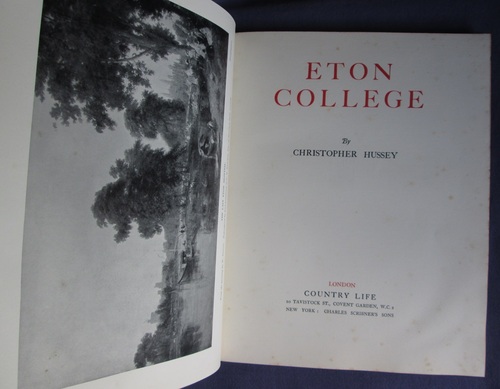 ETON
COLLEGE
By
CHRISTOPHER HUSSEY
LONDON
COUNTRY LIFE
20 TAVISTOCK ST., COVENT GARDEN, W.C.2
NEW YORK: CHARLES SCRIBNER'S SONS